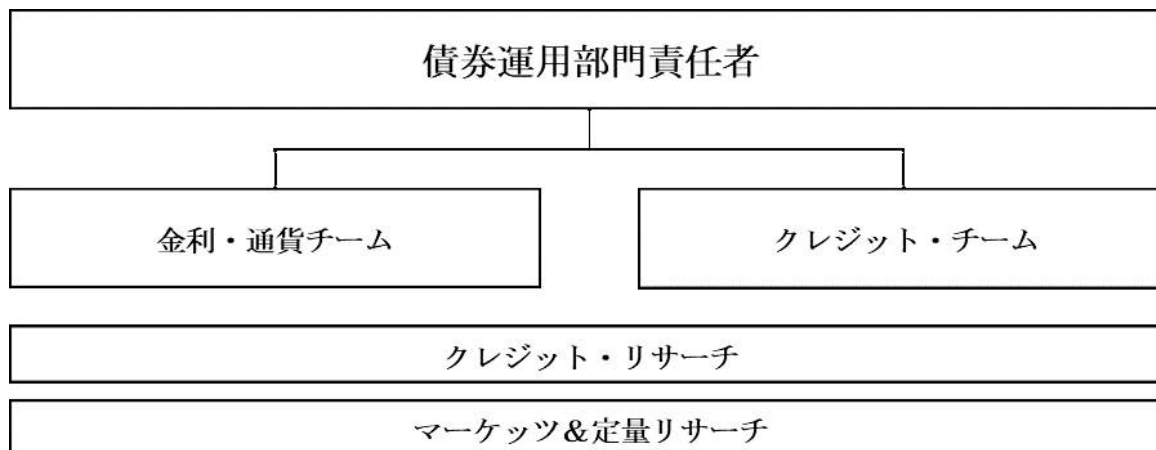 債券運用部門責任者
金利・通貨チーム
クレジット・チーム
クレジット・リサーチ
マーケッツ&定量リサーチ